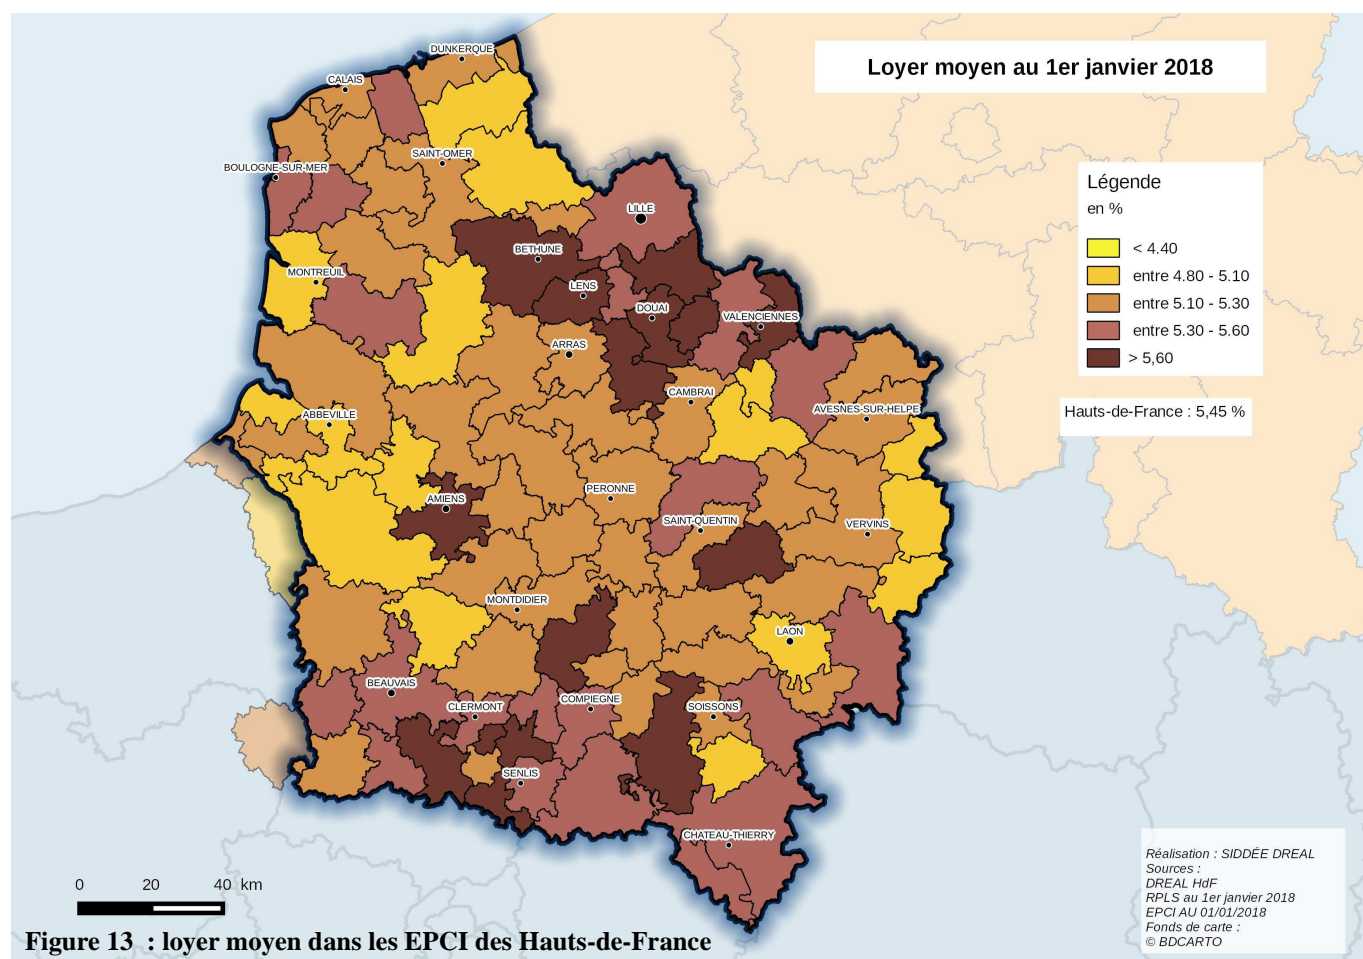 Loyer moyen au 1er janvier 2018
DUNKERQUE
CALAIS
SAINT-OMER
BOULOGNE-SUR-MER
LILLE
BETHUNE
MONTREUIL
LENS
DOUAI
VALENCIENNES
ARRAS
CAMBRAI
AVESNES-SUR-HELPE
ABBEVILLE
PERONNE
AMIENS
SAINT-QUENTIN
VERVINS
MONTDIDIER
LAON
BEAUVAIS
CLERMONT
COMPIEGNE
SOISSONS
SENLIS
CHATEAU-THIERRY
Légende
en %
< 4.40
entre 4.80 - 5.10
entre 5.10 - 5.30
entre 5.30 - 5.60
> 5,60
Hauts-de-France : 5,45 %
Réalisation : SIDDÉE DREAL
Sources :
DREAL HdF
RPLS au 1er janvier 2018
EPCI AU 01/01/2018
Fonds de carte :
© BDCARTO
0 20 40 km
Figure 13 : loyer moyen dans les EPCI des Hauts-de-France